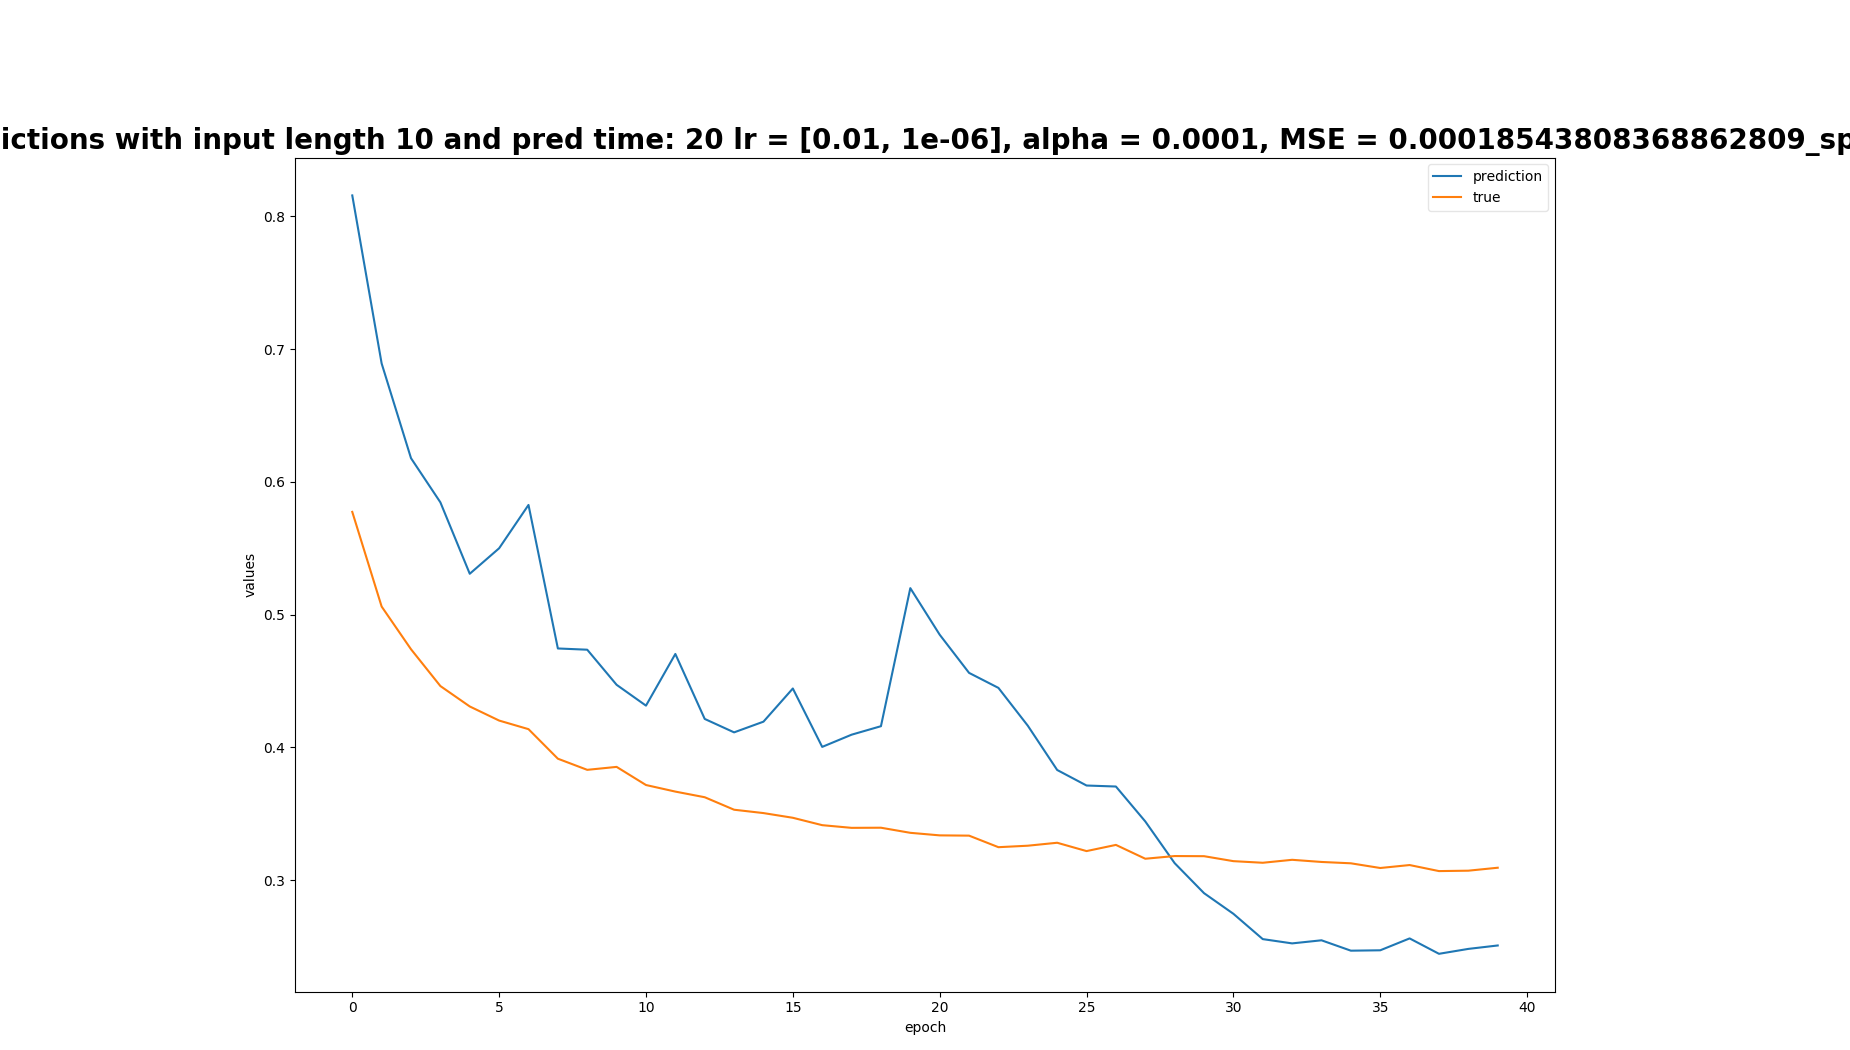 ictions with input length 10 and pred time: 20 lr = [0.01, 1e-06], alpha = 0.0001, MSE = 0.00018543808368862809_sp
prediction
true
0.8
0.7
0.6
0.5
0.4
0.3
values
0 5 10 15 20 25 30 35 40
epoch